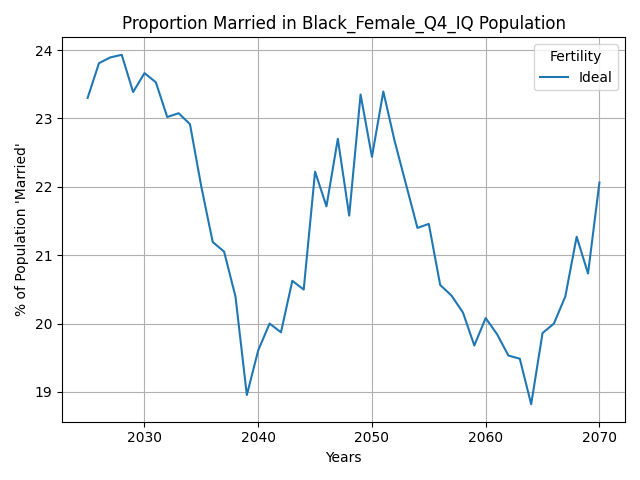 Proportion Married in Black_Female_Q4_IQ Population
Fertility
Ideal
% of Population 'Married'
24
23
22
21
20
19
2030
2040
2050
2060
2070
Years